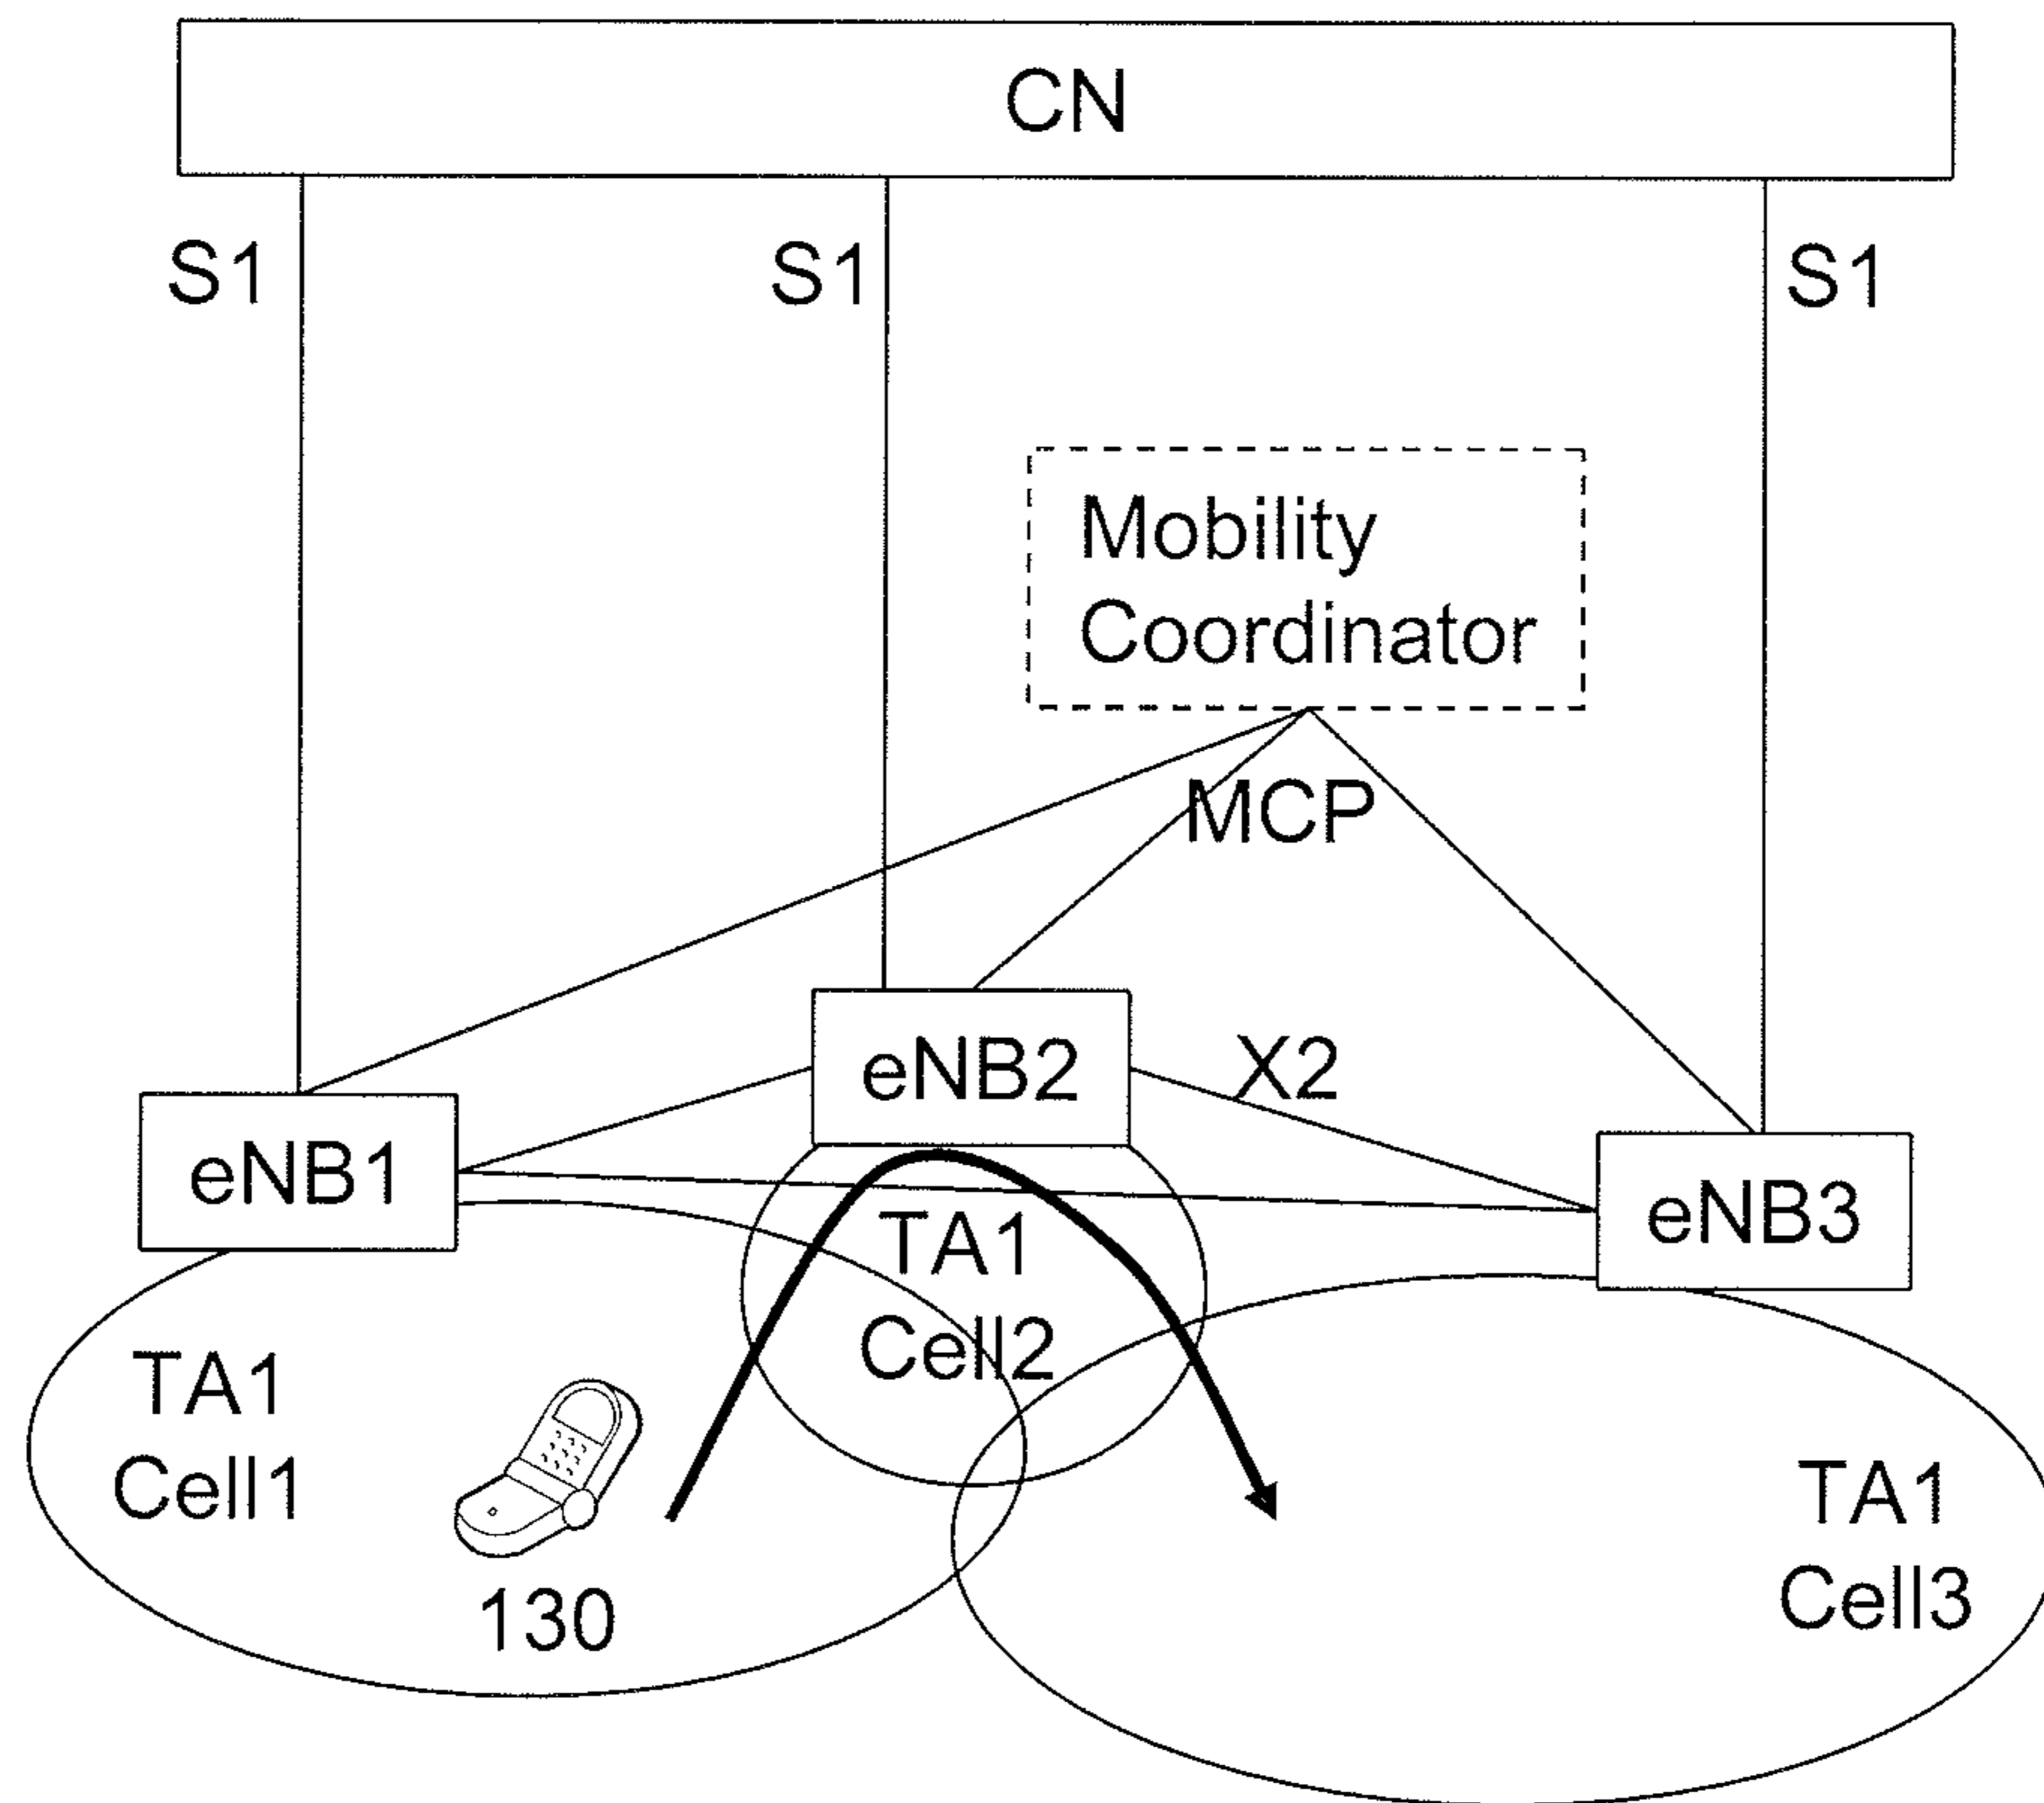 CN
S1
S1
S1
Mobility
Coordinator
MCP
eNB2
X2
eNB1
eNB3
TA1
Cell2
TA1
Cell1
TA1
Cell3
130